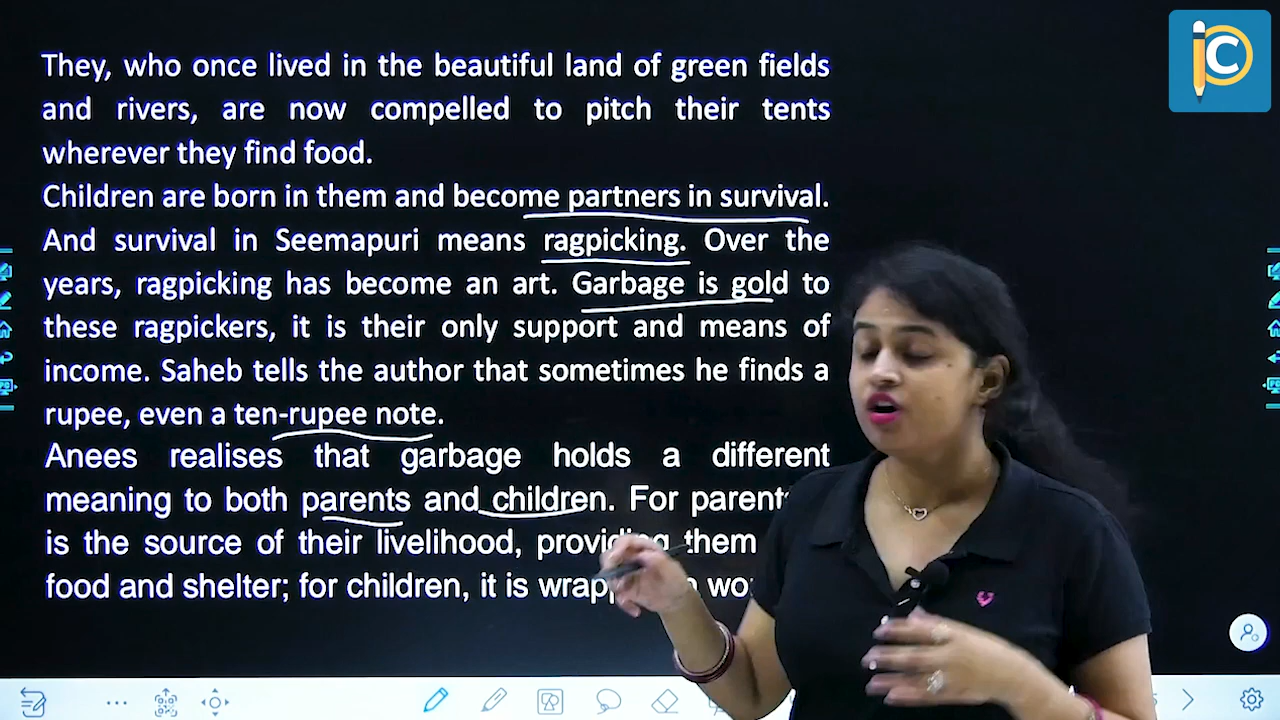 They, who once lived in the beautiful land of green fields
and rivers, are now compelled to pitch their tents
wherever they find food.
Children are born in them and become partners in survival.
And survival in Seemapuri means ragpicking. Over the
years, ragpicking has become an art. Garbage is gold to
these ragpickers, it is their only support and means of
income. Saheb tells the author that sometimes he finds a
rupee, even a ten-rupee note.
Anees realises that garbage holds a different
meaning to both parents and children. For
is the source of their livelihood, providing them
food and shelter; for children, it is